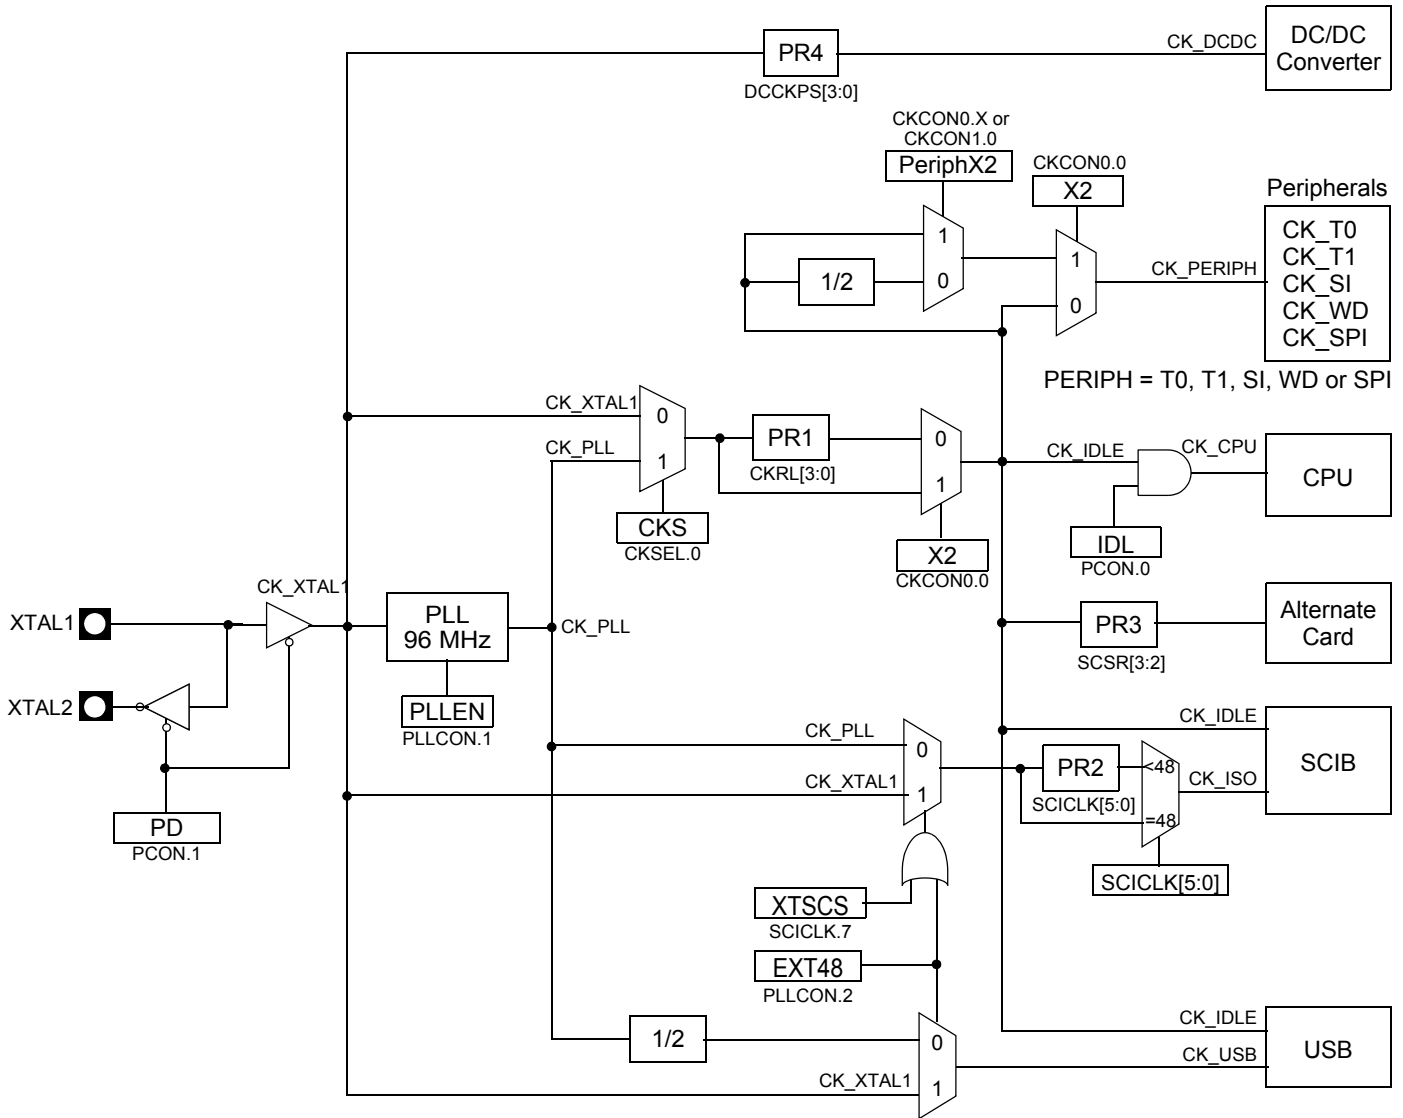 CK_DCDC
DC/DC
Converter
PR4
DCCKPS[3:0]
CKCON0.X or
CKCON1.0
PeriphX2
CKCON0.0
X2
Peripherals
1
1/2
0
1
0
CK_PERIPH
CK_T0
CK_T1
CK_SI
CK_WD
CK_SPI
PERIPH = T0, T1, SI, WD or SPI
CK_XTAL1
0
CK_PLL
1
PR1
CKRL[3:0]
0
1
CKS
CKSEL.0
X2
CKCON0.0
CK_IDLE
CK_CPU
CPU
IDL
PCON.0
CK_XTAL1
XTAL1
PLL
96 MHz
CK_PLL
PR3
SCSR[3:2]
Alternate
Card
XTAL2
PLLEN
PLLCON.1
PD
PCON.1
CK_PLL
0
CK_XTAL1
1
PR2
SCICLK[5:0]
<48
=48
CK_IDLE
CK_ISO
SCIB
SCICLK[5:0]
XTSCS
SCICLK.7
EXT48
PLLCON.2
1/2
0
CK_XTAL1
1
CK_IDLE
CK_USB
USB